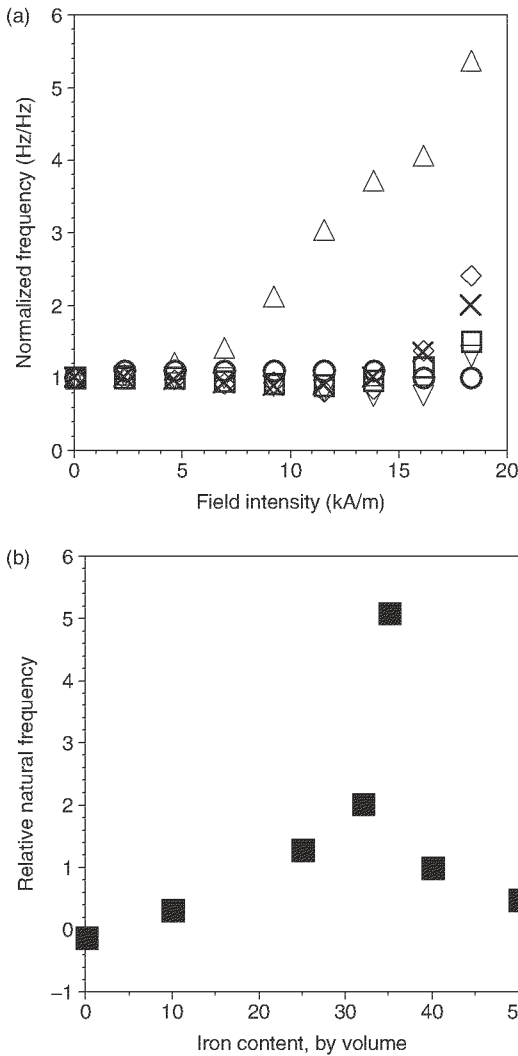 (a)
6
5
4
3
2
1
0
Normalized frequency (Hz/Hz)
0 5 10 15 20
Field intensity (kA/m)
(b)
6
5
4
3
2
1
0
–1
Relative natural frequency
0 10 20 30 40 50
Iron content, by volume